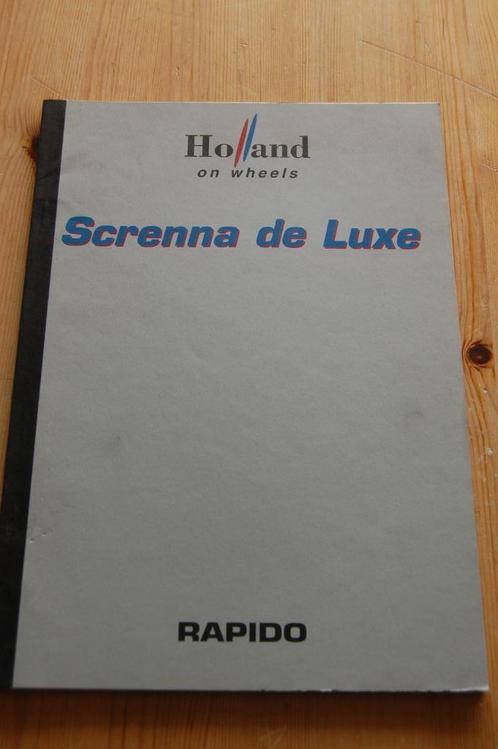 Holland
on wheels
Screnna de Luxe
RAPIDO